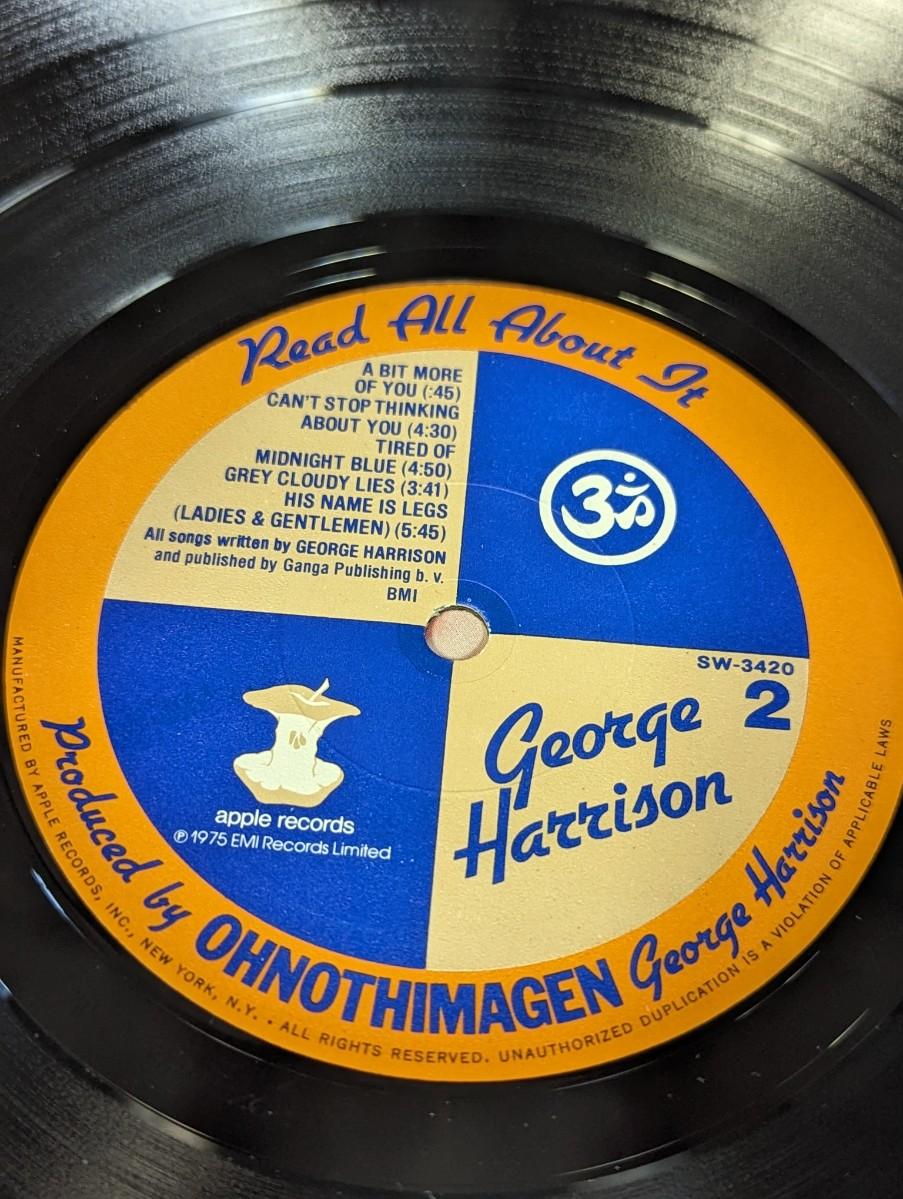 Read All About It
A BIT MORE
OF YOU (:45)
CAN'T STOP THINKING
ABOUT YOU (4:30)
TIRED OF
MIDNIGHT BLUE (4:50)
GREY CLOUDY LIES (3:41)
HIS NAME IS LEGS
(LADIES & GENTLEMEN) (5:45)
All songs written by GEORGE HARRISON
and published by Ganga Publishing b. v.
BMI
ॐ
SW-3420
2
George
Harrison
apple records
℗ 1975 EMI Records Limited
Produced by OHNOTHIMAGEN George Harrison
MANUFACTURED BY APPLE RECORDS, INC., NEW YORK, N.Y. • ALL RIGHTS RESERVED. UNAUTHORIZED DUPLICATION IS A VIOLATION OF APPLICABLE LAWS